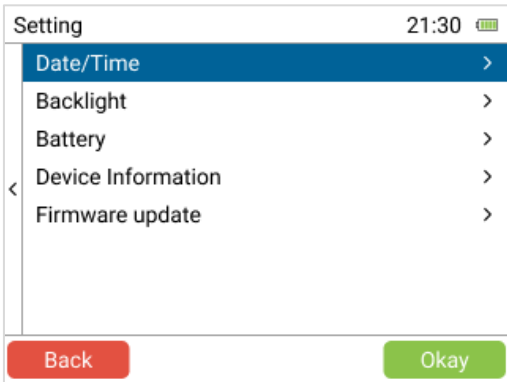 Setting 21:30
Date/Time
Backlight
Battery
Device Information
Firmware update
Back Okay